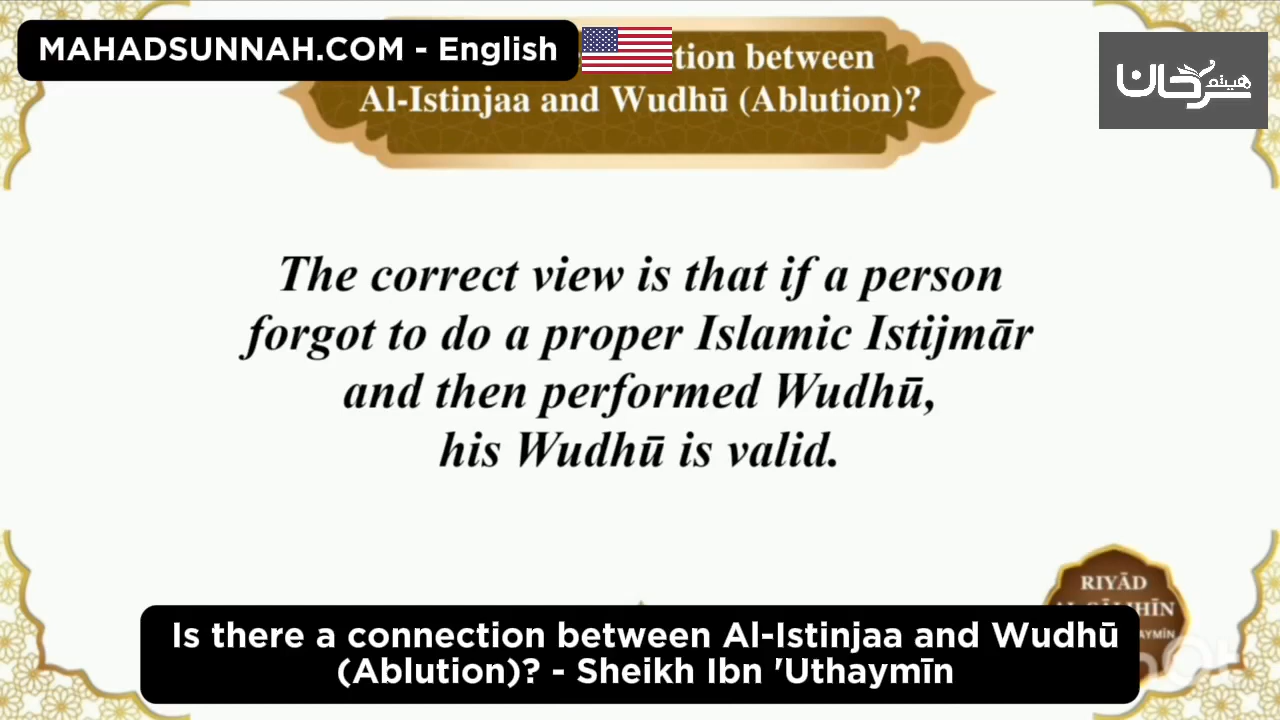 MAHADSUNNAH.COM - English
tion between
Al-Istinjaa and Wudhū (Ablution)?
هيثم سرحان
The correct view is that if a person
forgot to do a proper Islamic Istijmār
and then performed Wudhū,
his Wudhū is valid.
RIYĀD
Is there a connection between Al-Istinjaa and Wudhū
(Ablution)? - Sheikh Ibn 'Uthaymīn